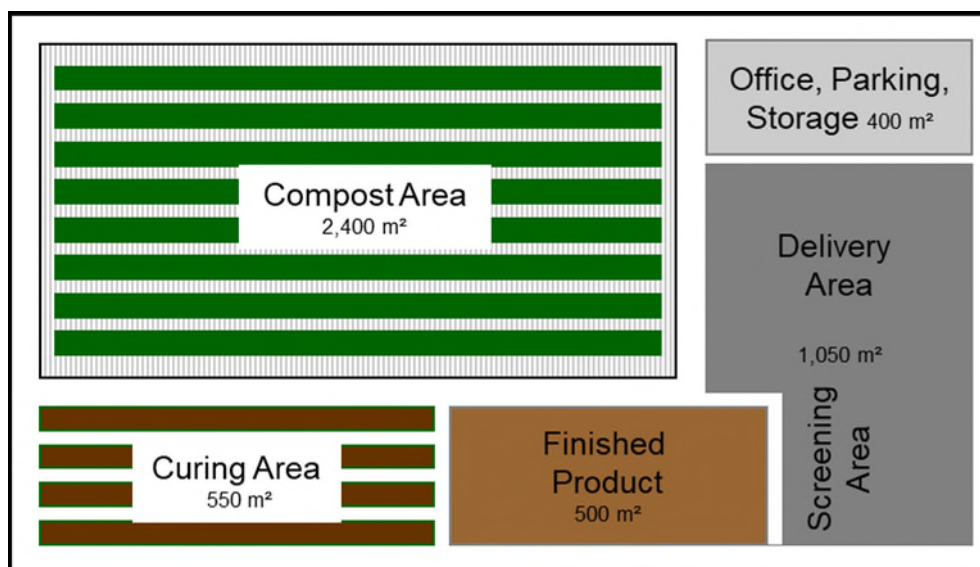 Compost Area
2,400 m²
Office, Parking,
Storage 400 m²
Delivery
Area
1,050 m²
Screening
Area
Curing Area
550 m²
Finished
Product
500 m²